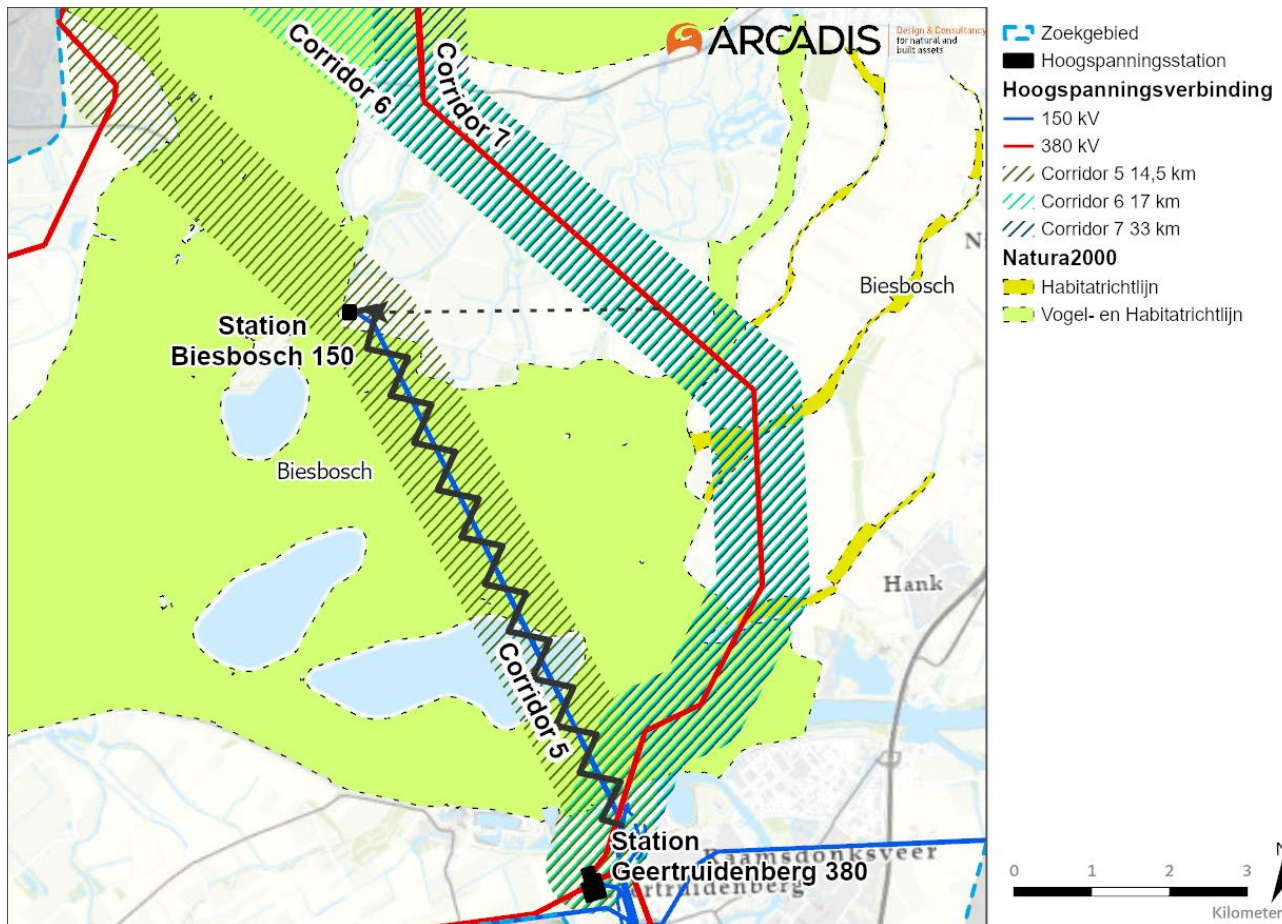 ARCADIS
Design & Consultancy
for natural and
built assets
Corridor 6
Corridor 7
Biesbosch
Station
Biesbosch 150
Biesbosch
Hank
Corridor 5
Station
Geertruidenberg 380
Raamsdonksveer
ertruidenberg
Zoekgebied
Hoogspanningsstation
Hoogspanningsverbinding
150 kV
380 kV
Corridor 5 14,5 km
Corridor 6 17 km
Corridor 7 33 km
Natura2000
Habitatrichtlijn
Vogel- en Habitatrichtlijn
N
0 1 2 3
Kilometer